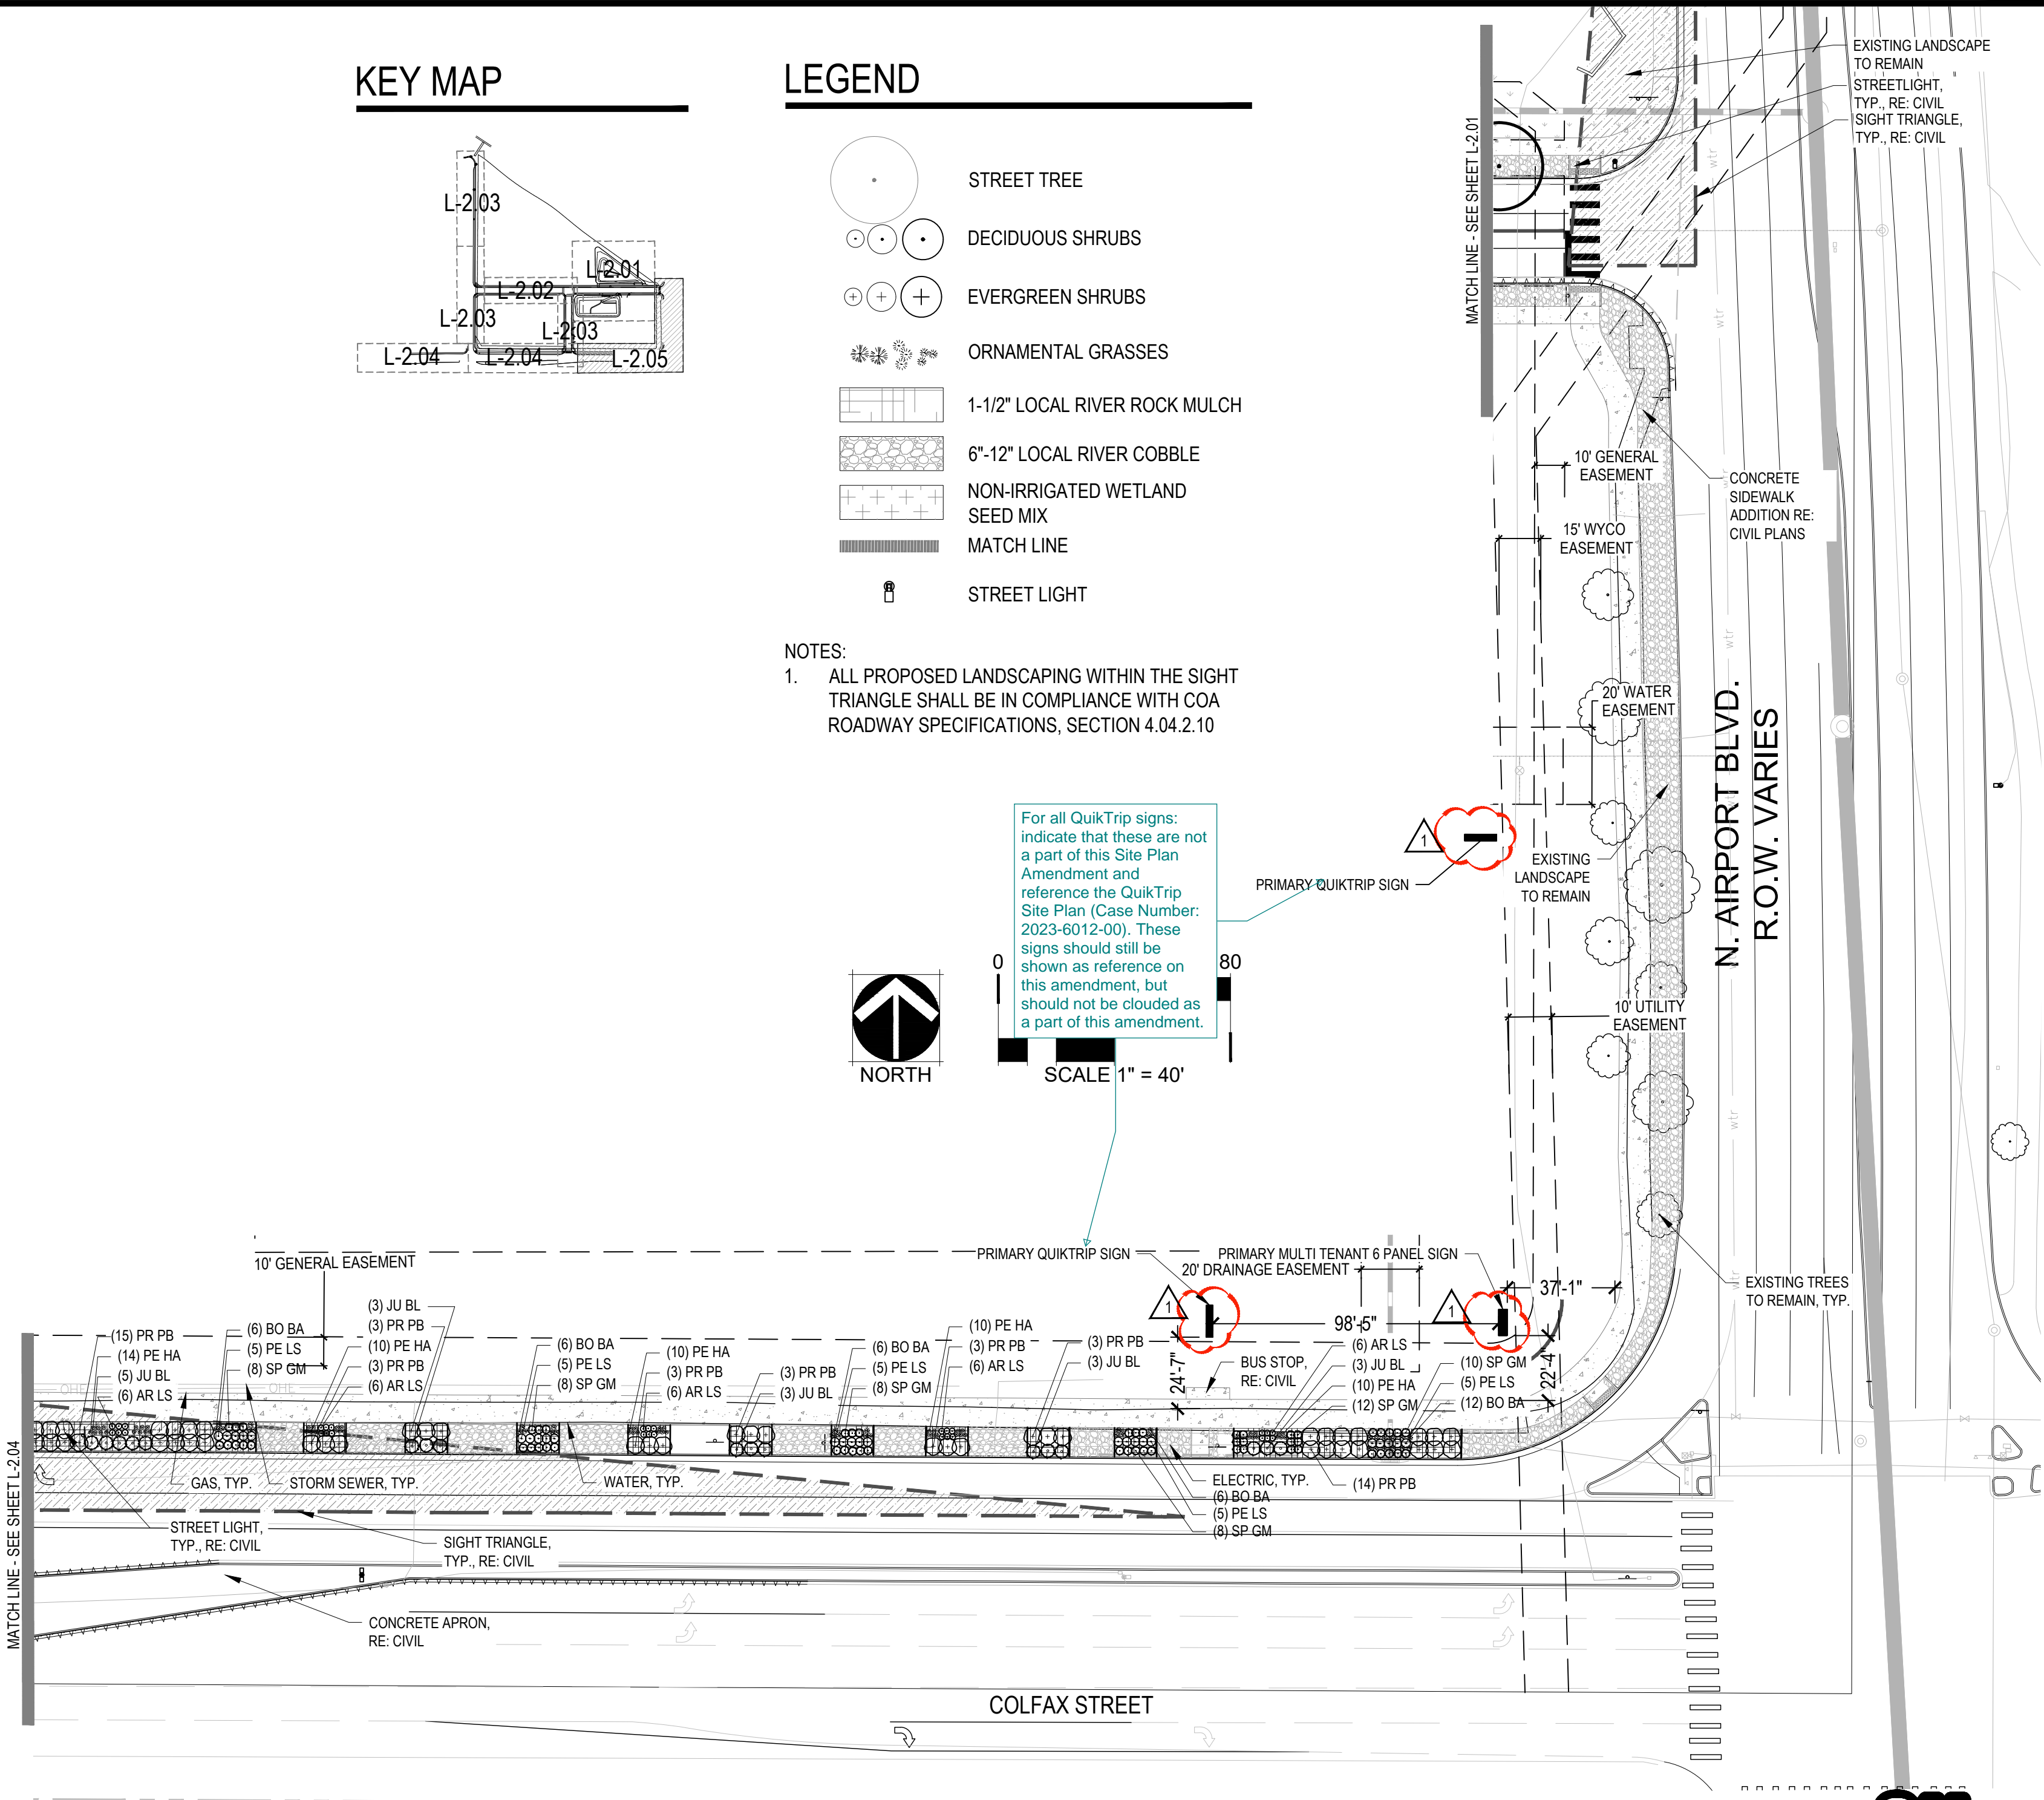 KEY MAP
L-2.03
L-2.01
L-2.02
L-2.03
L-2.03
L-2.04
L-2.04
L-2.05
LEGEND
STREET TREE
DECIDUOUS SHRUBS
EVERGREEN SHRUBS
ORNAMENTAL GRASSES
1-1/2" LOCAL RIVER ROCK MULCH
6"-12" LOCAL RIVER COBBLE
NON-IRRIGATED WETLAND
SEED MIX
MATCH LINE
STREET LIGHT
NOTES:
1. ALL PROPOSED LANDSCAPING WITHIN THE SIGHT
TRIANGLE SHALL BE IN COMPLIANCE WITH COA
ROADWAY SPECIFICATIONS, SECTION 4.04.2.10
EXISTING LANDSCAPE
TO REMAIN
STREETLIGHT,
TYP., RE: CIVIL
SIGHT TRIANGLE,
TYP., RE: CIVIL
MATCH LINE - SEE SHEET L-2.01
wtr
wtr
10' GENERAL
EASEMENT
CONCRETE
SIDEWALK
ADDITION RE:
CIVIL PLANS
15' WYCO
EASEMENT
wtr
20' WATER
EASEMENT
N. AIRPORT BLVD.
R.O.W. VARIES
For all QuikTrip signs:
indicate that these are not
a part of this Site Plan
Amendment and
reference the QuikTrip
Site Plan (Case Number:
2023-6012-00). These
signs should still be
shown as reference on
this amendment, but
should not be clouded as
a part of this amendment.
1
PRIMARY QUIKTRIP SIGN
EXISTING
LANDSCAPE
TO REMAIN
0
80
NORTH
SCALE 1" = 40'
10' UTILITY
EASEMENT
wtr
EXISTING TREES
TO REMAIN, TYP.
10' GENERAL EASEMENT
PRIMARY QUIKTRIP SIGN
PRIMARY MULTI TENANT 6 PANEL SIGN
20' DRAINAGE EASEMENT
37'-1"
1
1
98'-5"
24'-7"
22'-4"
(15) PR PB
(14) PE HA
(5) JU BL
(6) AR LS
(6) BO BA
(5) PE LS
(8) SP GM
(3) JU BL
(3) PR PB
(10) PE HA
(3) PR PB
(6) AR LS
(6) BO BA
(5) PE LS
(8) SP GM
(10) PE HA
(3) PR PB
(6) AR LS
(3) PR PB
(3) JU BL
(6) BO BA
(5) PE LS
(8) SP GM
(10) PE HA
(3) PR PB
(6) AR LS
(3) PR PB
(3) JU BL
BUS STOP,
RE: CIVIL
(6) AR LS
(3) JU BL
(10) PE HA
(12) SP GM
(10) SP GM
(5) PE LS
(12) BO BA
OHE
OHE
MATCH LINE - SEE SHEET L-2.04
GAS, TYP.
STORM SEWER, TYP.
WATER, TYP.
ELECTRIC, TYP.
(6) BO BA
(5) PE LS
(8) SP GM
(14) PR PB
STREET LIGHT,
TYP., RE: CIVIL
SIGHT TRIANGLE,
TYP., RE: CIVIL
CONCRETE APRON,
RE: CIVIL
COLFAX STREET